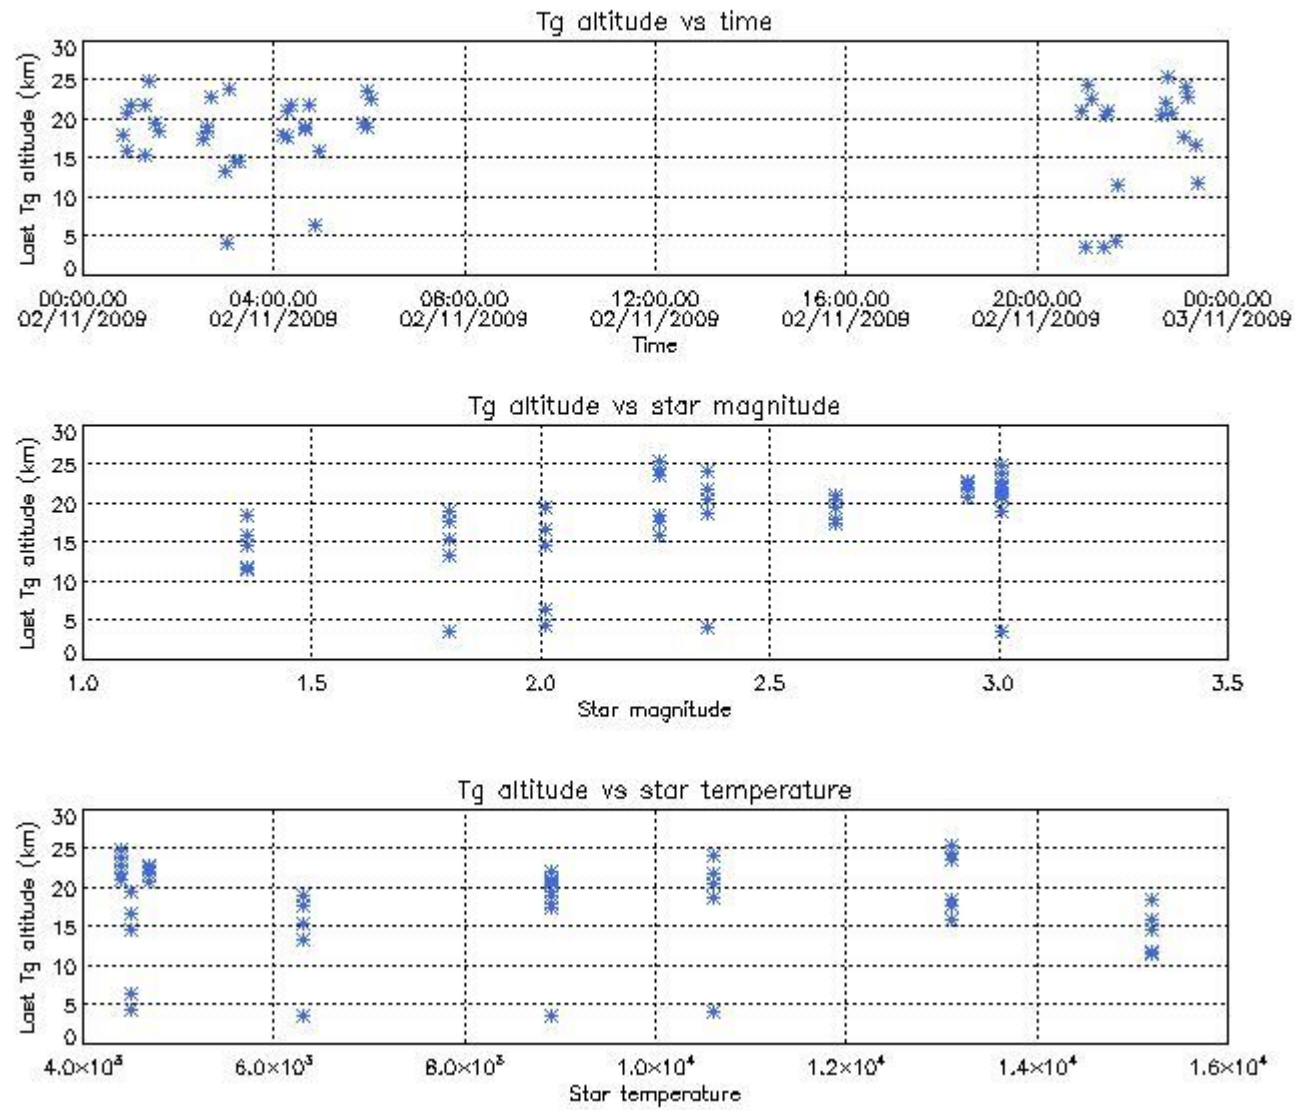 Tg altitude vs time
Last Tg altitude (km)
30
25
20
15
10
5
0
00:00.00 04:00.00 08:00.00 12:00.00 16:00.00 20:00.00 00:00.00
02/11/2009 02/11/2009 02/11/2009 02/11/2009 02/11/2009 02/11/2009 03/11/2009
Time
Tg altitude vs star magnitude
Last Tg altitude (km)
30
25
20
15
10
5
0
1.0 1.5 2.0 2.5 3.0 3.5
Star magnitude
Tg altitude vs star temperature
Last Tg altitude (km)
30
25
20
15
10
5
0
4.0×10³ 6.0×10³ 8.0×10³ 1.0×10⁴ 1.2×10⁴ 1.4×10⁴ 1.6×10⁴
Star temperature